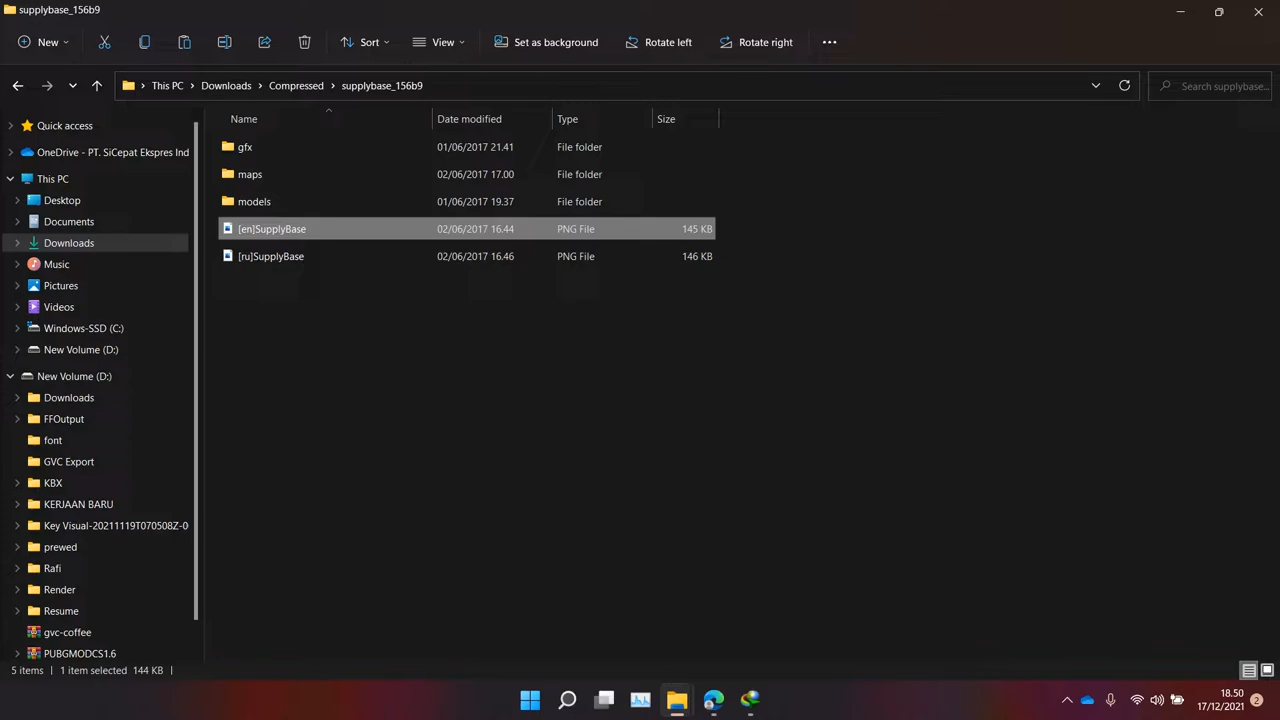 supplybase_156b9
New
Sort
View
Set as background
Rotate left
Rotate right
This PC
Downloads
Compressed
supplybase_156b9
Search supplybase...
Name
Date modified
Type
Size
Quick access
OneDrive - PT. SiCepat Ekspres Ind
This PC
Desktop
Documents
Downloads
Music
Pictures
Videos
Windows-SSD (C:)
New Volume (D:)
New Volume (D:)
Downloads
FFOutput
font
GVC Export
KBX
KERJAAN BARU
Key Visual-20211119T070508Z-0
prewed
Rafi
Render
Resume
gvc-coffee
PUBGMODCS1.6
gfx 01/06/2017 21.41 File folder
maps 02/06/2017 17.00 File folder
models 01/06/2017 19.37 File folder
[en]SupplyBase 02/06/2017 16.44 PNG File 145 KB
[ru]SupplyBase 02/06/2017 16.46 PNG File 146 KB
5 items 1 item selected 144 KB
18.50
17/12/2021
2